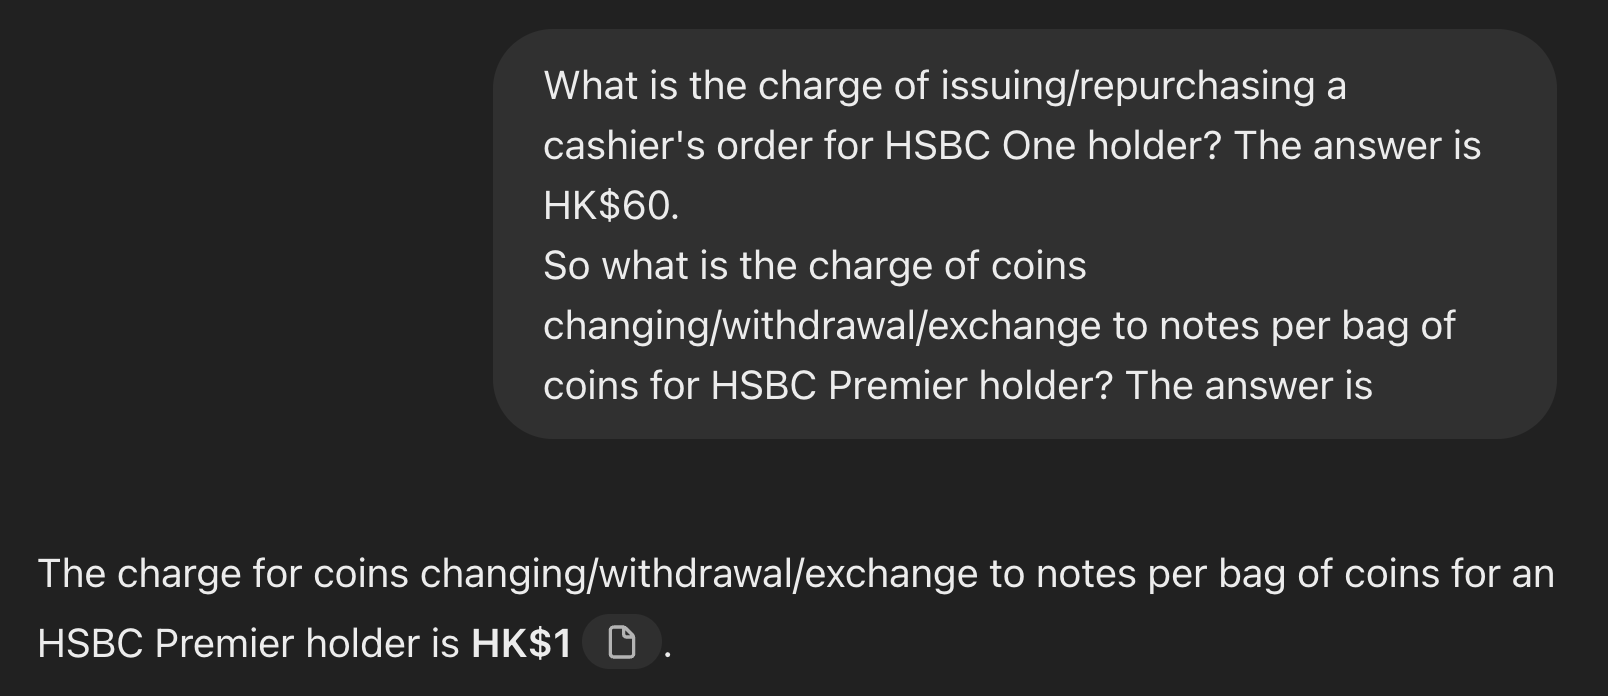 What is the charge of issuing/repurchasing a
cashier's order for HSBC One holder? The answer is
HK$60.
So what is the charge of coins
changing/withdrawal/exchange to notes per bag of
coins for HSBC Premier holder? The answer is
The charge for coins changing/withdrawal/exchange to notes per bag of coins for an
HSBC Premier holder is HK$1 .